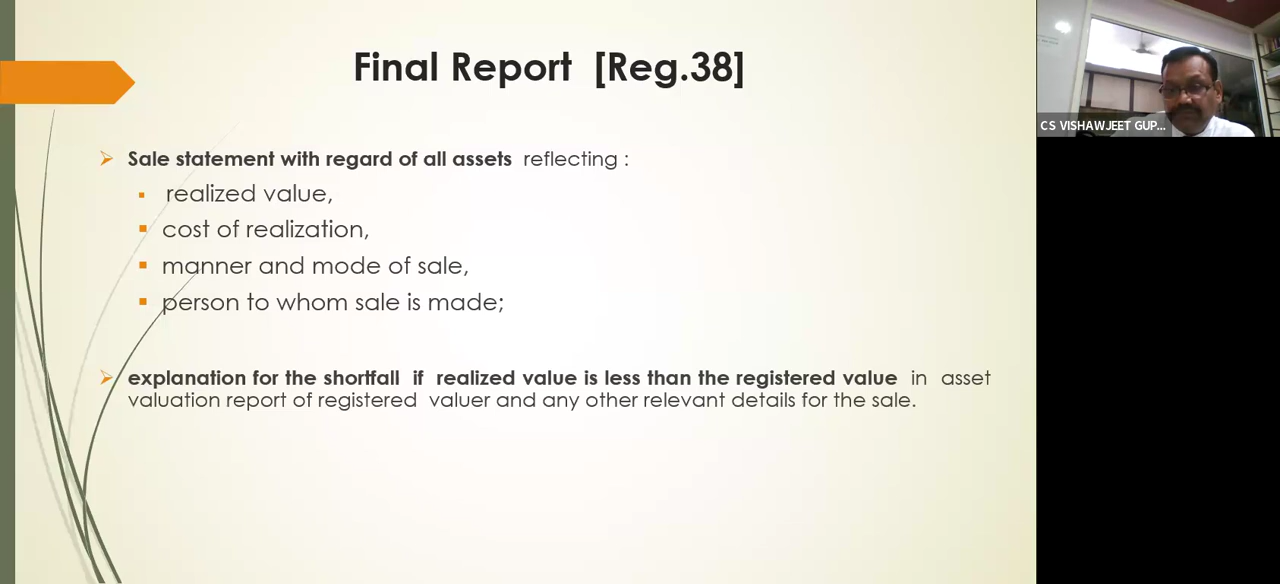 Final Report [Reg.38]
Sale statement with regard of all assets reflecting :
realized value,
cost of realization,
manner and mode of sale,
person to whom sale is made;
explanation for the shortfall if realized value is less than the registered value in asset
valuation report of registered valuer and any other relevant details for the sale.
CS VISHAWJEET GUP...